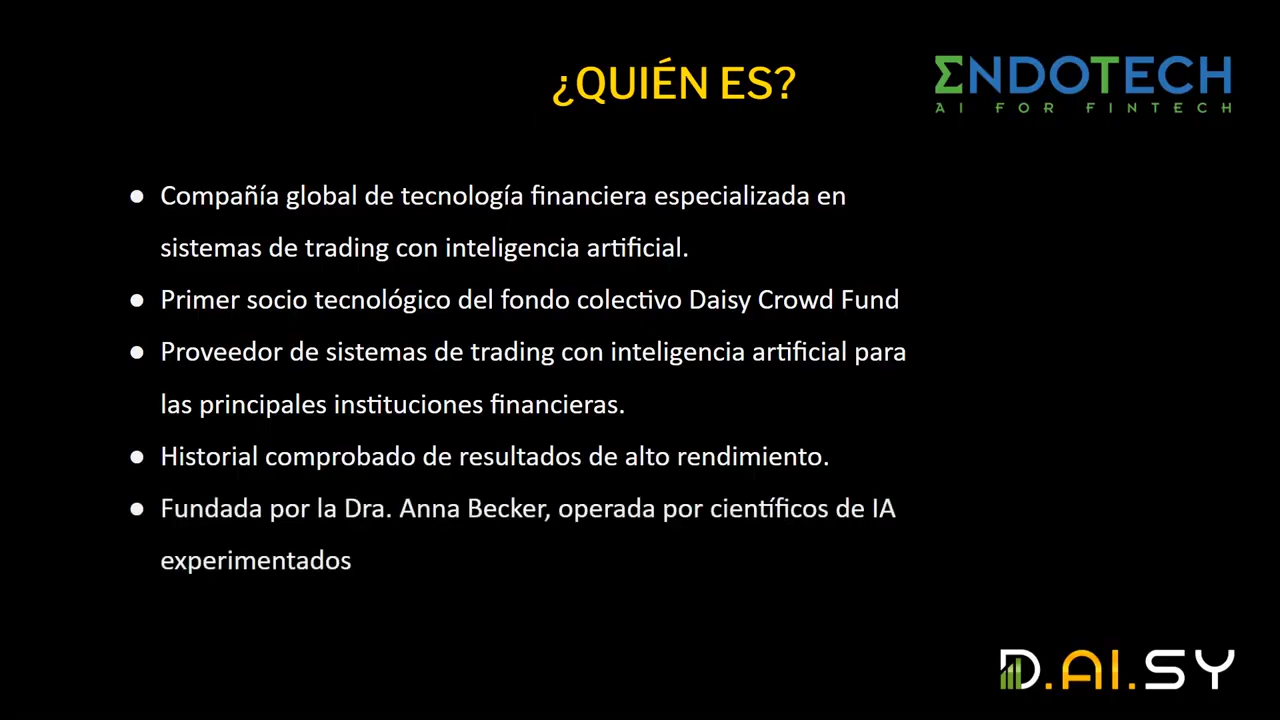 ¿QUIÉN ES?
ΣNDOTECH
AI FOR FINTECH
● Compañía global de tecnología financiera especializada en
sistemas de trading con inteligencia artificial.
● Primer socio tecnológico del fondo colectivo Daisy Crowd Fund
● Proveedor de sistemas de trading con inteligencia artificial para
las principales instituciones financieras.
● Historial comprobado de resultados de alto rendimiento.
● Fundada por la Dra. Anna Becker, operada por científicos de IA
experimentados
D.AI.SY